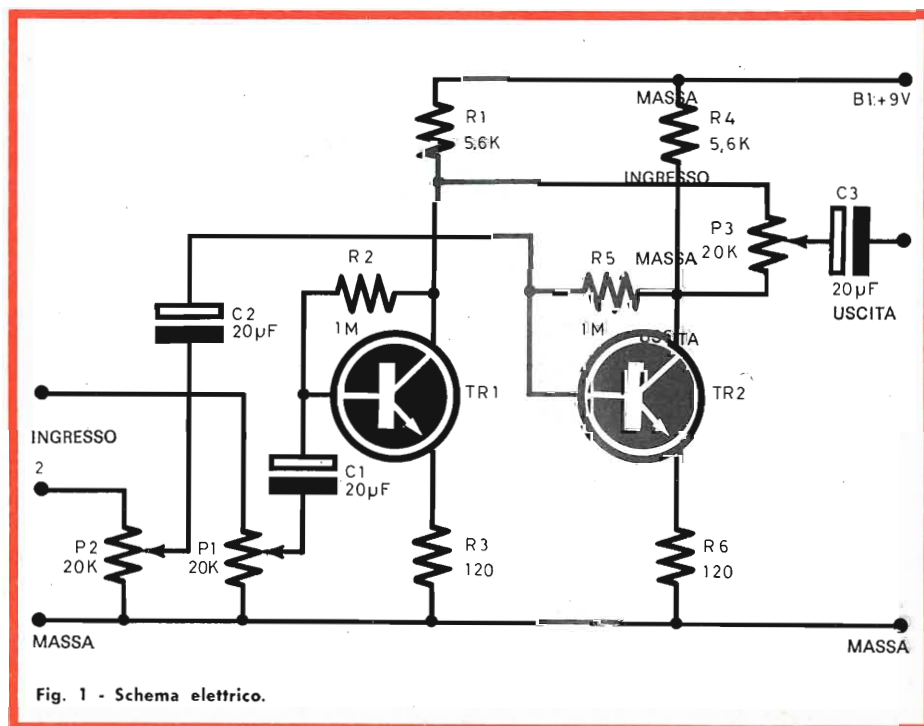 MASSA
B1:+9V
R1
5,6K
R4
5,6K
INGRESSO
C3
P3
20K
R2
R5
MASSA
C2
20µF
1M
1M
20µF
USCITA
USCITA
TR1
TR2
INGRESSO
2
C1
20µF
P2
20K
P1
20K
R3
120
R6
120
MASSA
MASSA
Fig. 1 - Schema elettrico.